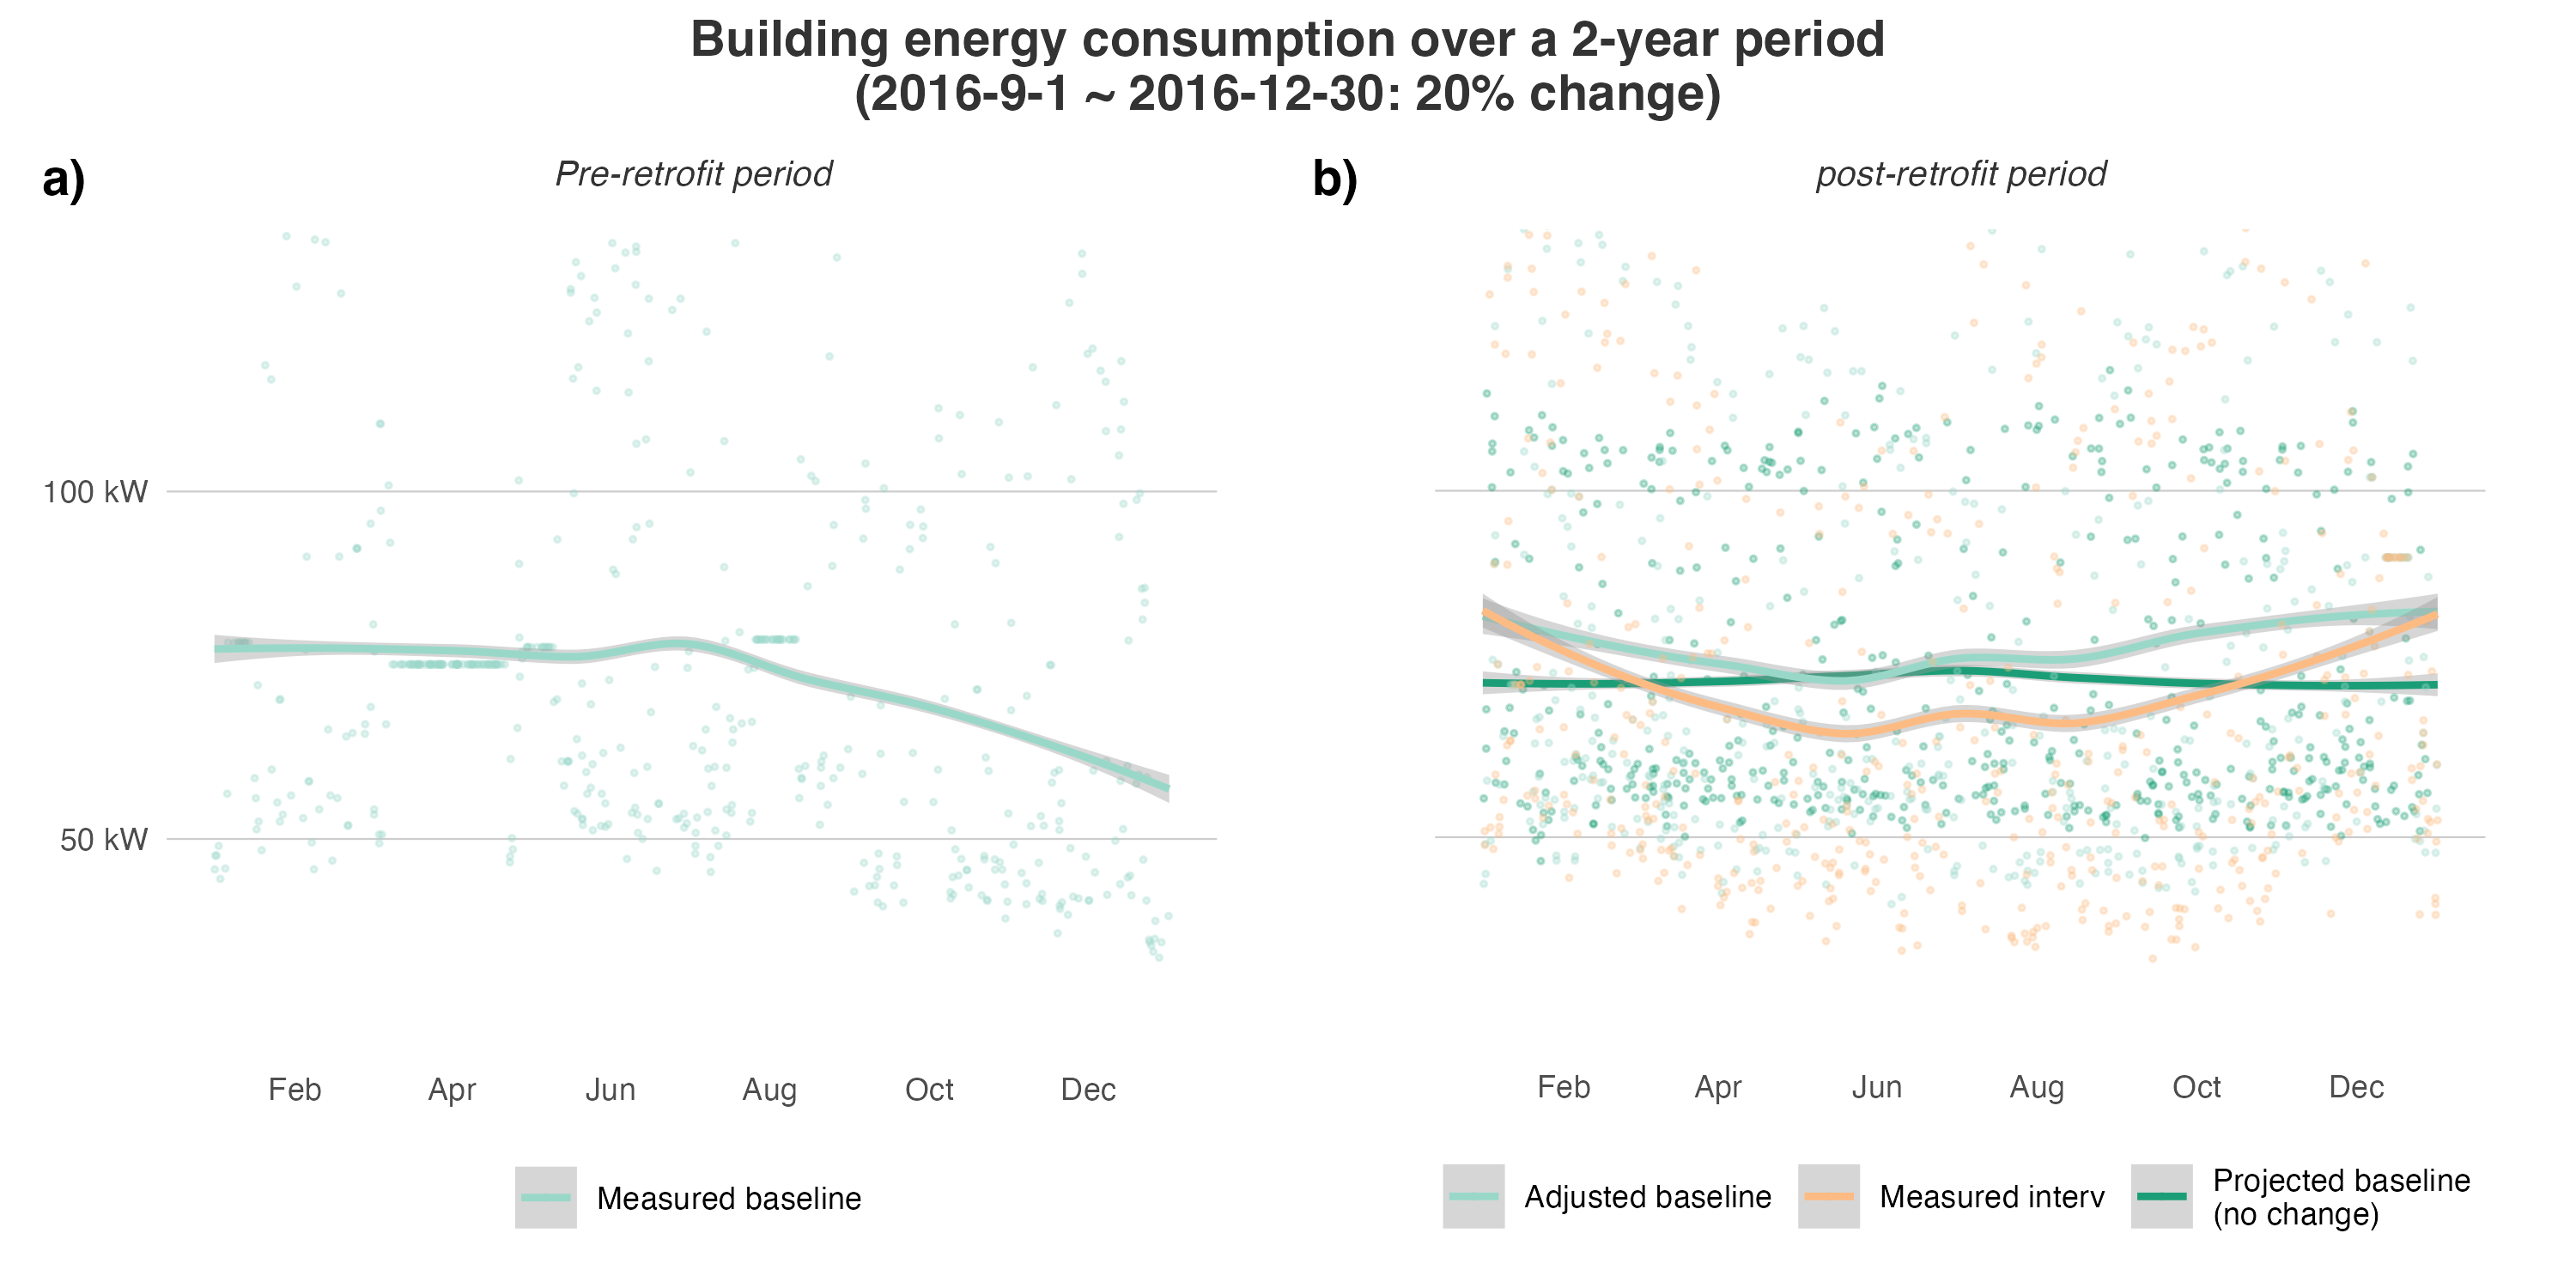 Building energy consumption over a 2-year period
(2016-9-1 ~ 2016-12-30: 20% change)
a)
Pre-retrofit period
100 kW
50 kW
Feb Apr Jun Aug Oct Dec
Measured baseline
b)
post-retrofit period
Feb Apr Jun Aug Oct Dec
Adjusted baseline
Measured interv
Projected baseline
(no change)